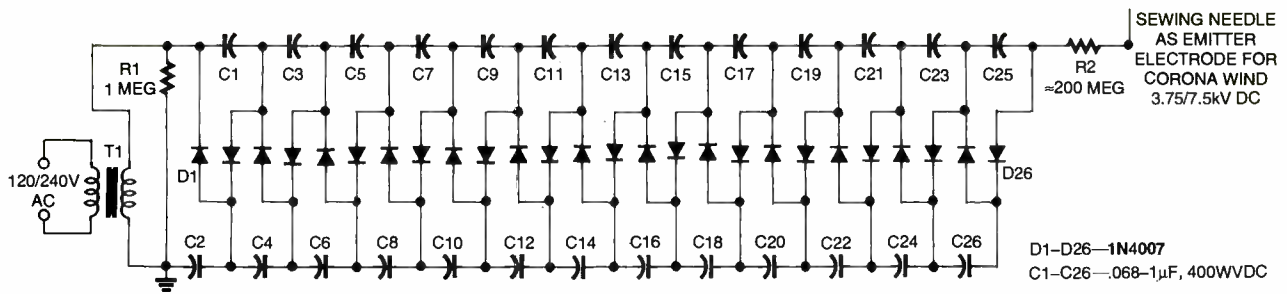 SEWING NEEDLE
AS EMITTER
ELECTRODE FOR
CORONA WIND
3.75/7.5kV DC
R1
1 MEG
C1 C3 C5 C7 C9 C11 C13 C15 C17 C19 C21 C23 C25
R2
≈200 MEG
T1
120/240V
AC
D1 D26
C2 C4 C6 C8 C10 C12 C14 C16 C18 C20 C22 C24 C26
D1–D26—1N4007
C1–C26—.068–1µF, 400WVDC